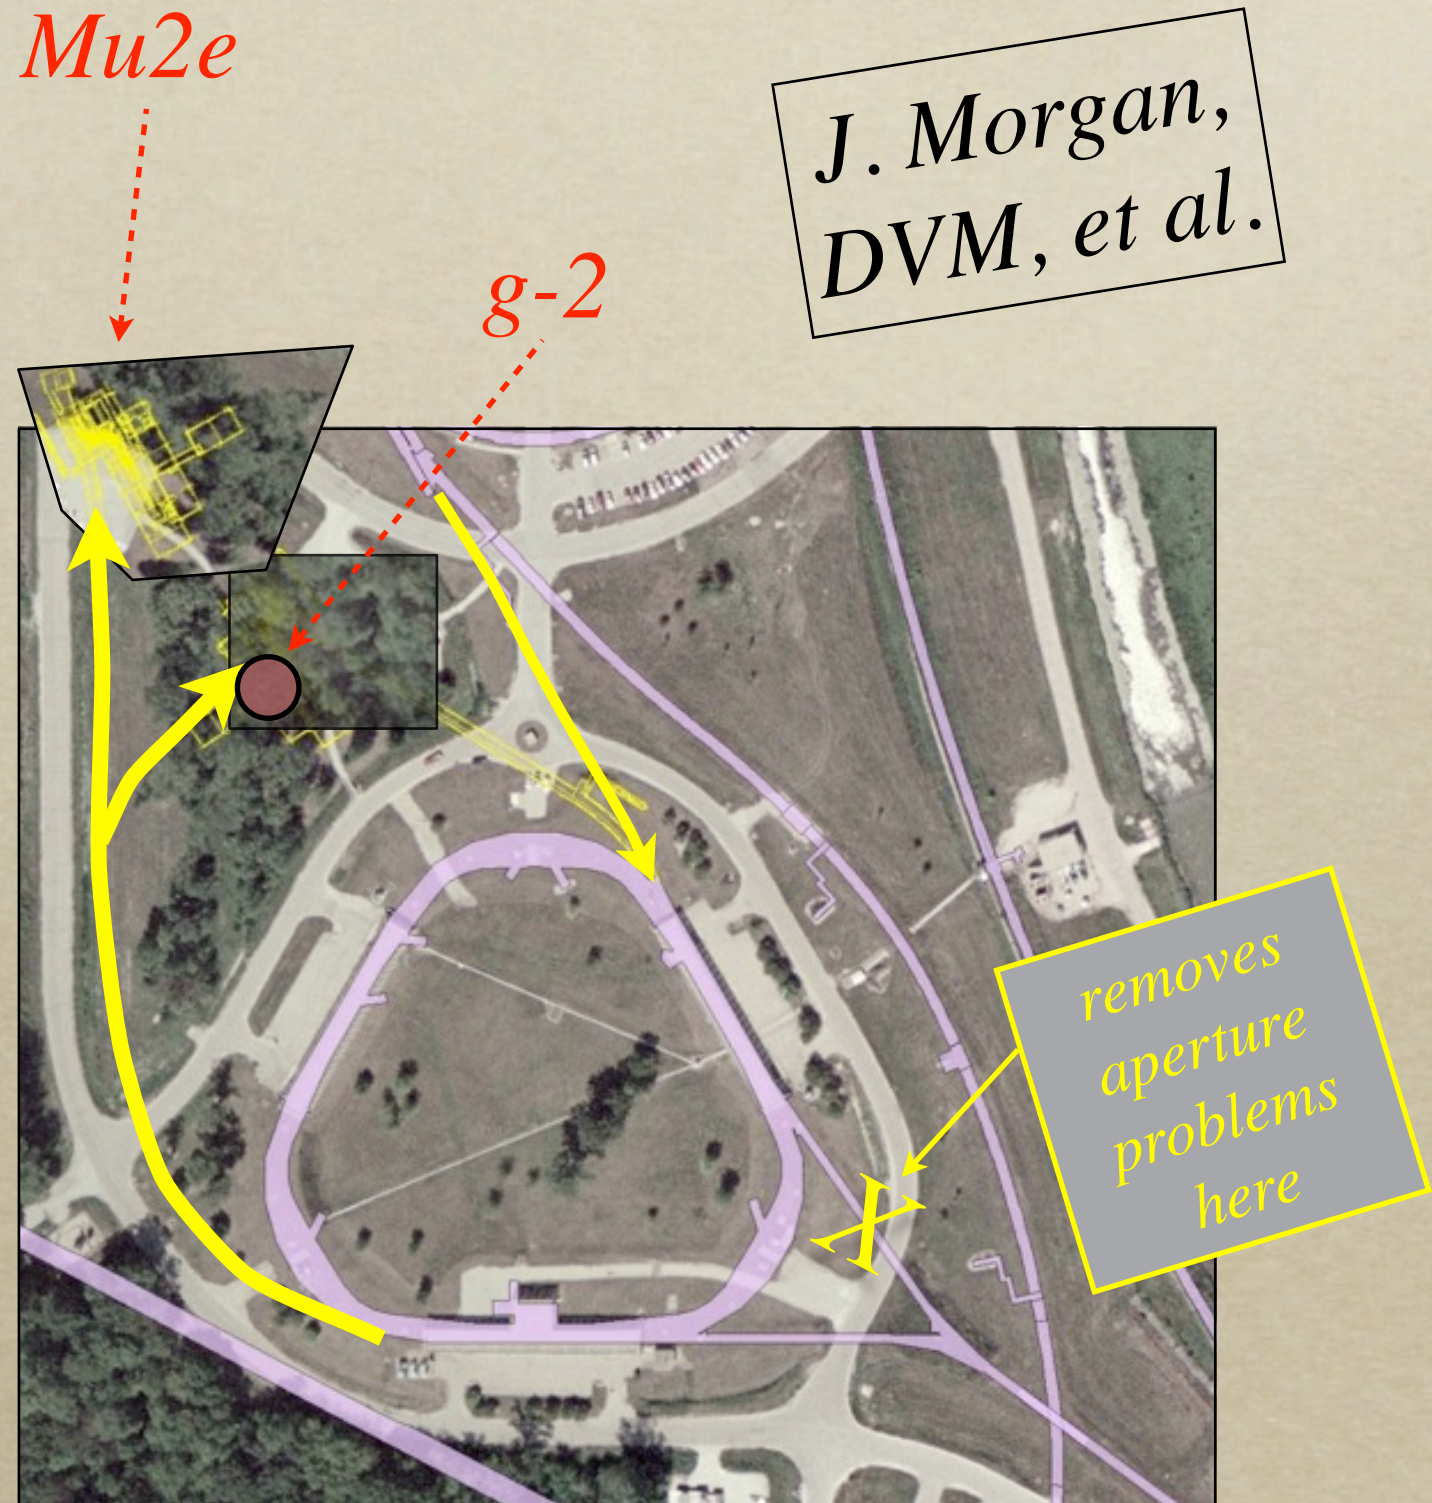 Mu2e
J. Morgan,
DVM, et al.
g-2
removes
aperture
problems
here
X